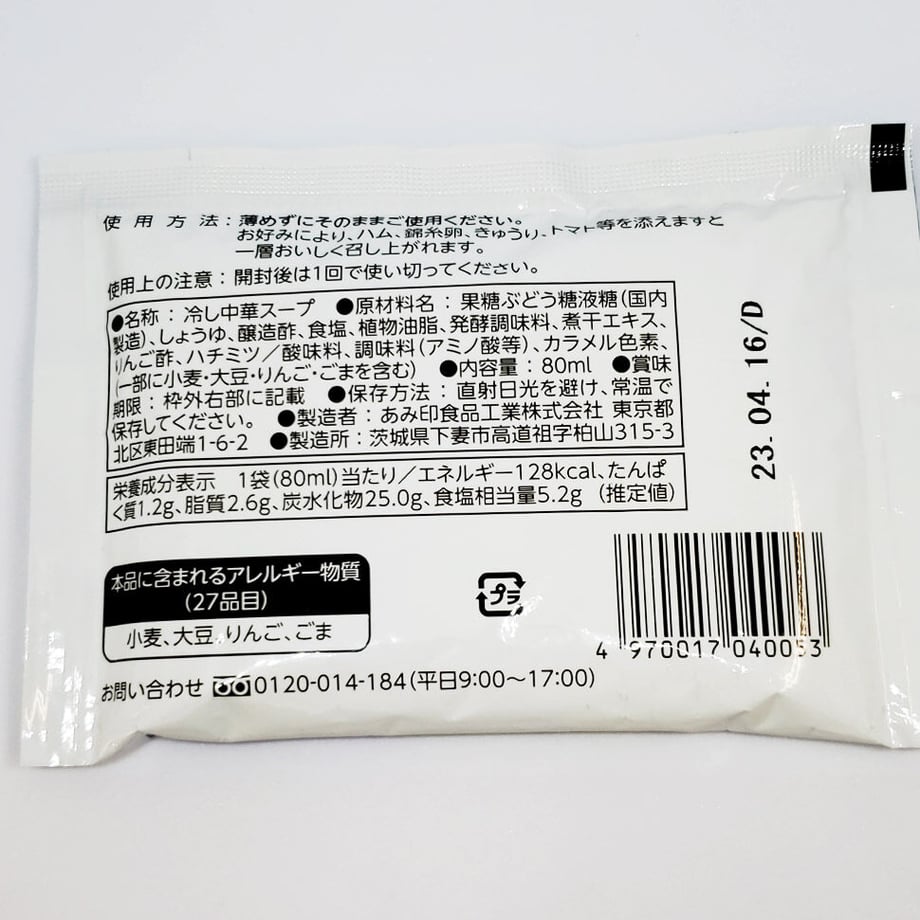 使用方法：薄めずにそのままご使用ください。
お好みにより、ハム、錦糸卵、きゅうり、トマト等を添えますと
一層おいしく召し上がれます。
使用上の注意：開封後は1回で使い切ってください。
●名称：冷し中華スープ ●原材料名：果糖ぶどう糖液糖（国内
製造）、しょうゆ、醸造酢、食塩、植物油脂、発酵調味料、煮干エキス、
りんご酢、ハチミツ／酸味料、調味料（アミノ酸等）、カラメル色素、
（一部に小麦・大豆・りんご・ごまを含む） ●内容量：80ml ●賞味
期限：枠外右部に記載 ●保存方法：直射日光を避け、常温で
保存してください。 ●製造者：あみ印食品工業株式会社 東京都
北区東田端1-6-2 ●製造所：茨城県下妻市高道祖字柏山315-3
栄養成分表示 1袋（80ml）当たり／エネルギー128kcal、たんぱ
く質1.2g、脂質2.6g、炭水化物25.0g、食塩相当量5.2g （推定値）
23.04.16/D
本品に含まれるアレルギー物質
（27品目）
小麦、大豆、りんご、ごま
プラ
4 970017 040053
お問い合わせ 0120-014-184（平日9:00～17:00）